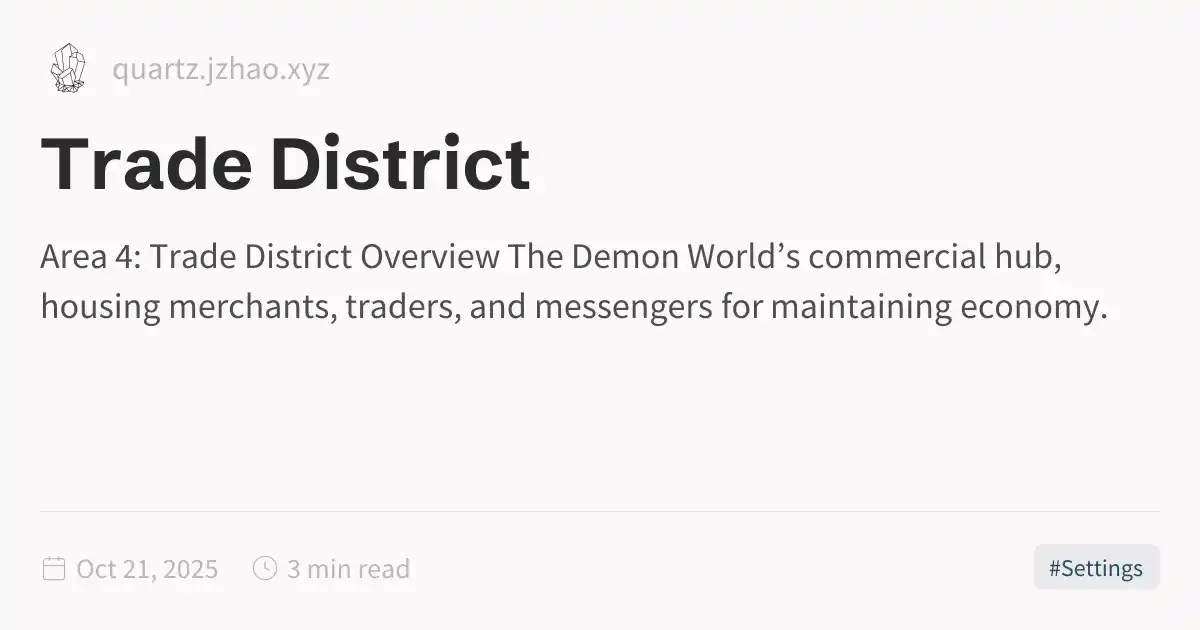 quartz.jzhao.xyz
Trade District
Area 4: Trade District Overview The Demon World’s commercial hub,
housing merchants, traders, and messengers for maintaining economy.
Oct 21, 2025 3 min read #Settings